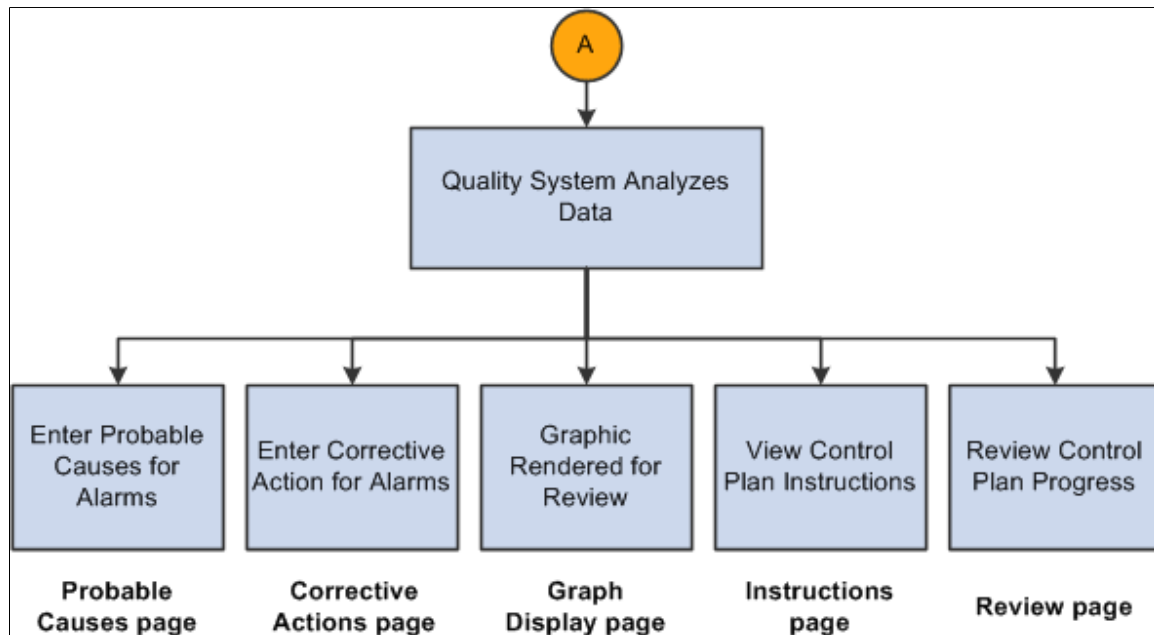 A
Quality System Analyzes
Data
Enter Probable
Causes for
Alarms
Enter Corrective
Action for Alarms
Graphic
Rendered for
Review
View Control
Plan Instructions
Review Control
Plan Progress
Probable
Causes page
Corrective
Actions page
Graph
Display page
Instructions
page
Review page